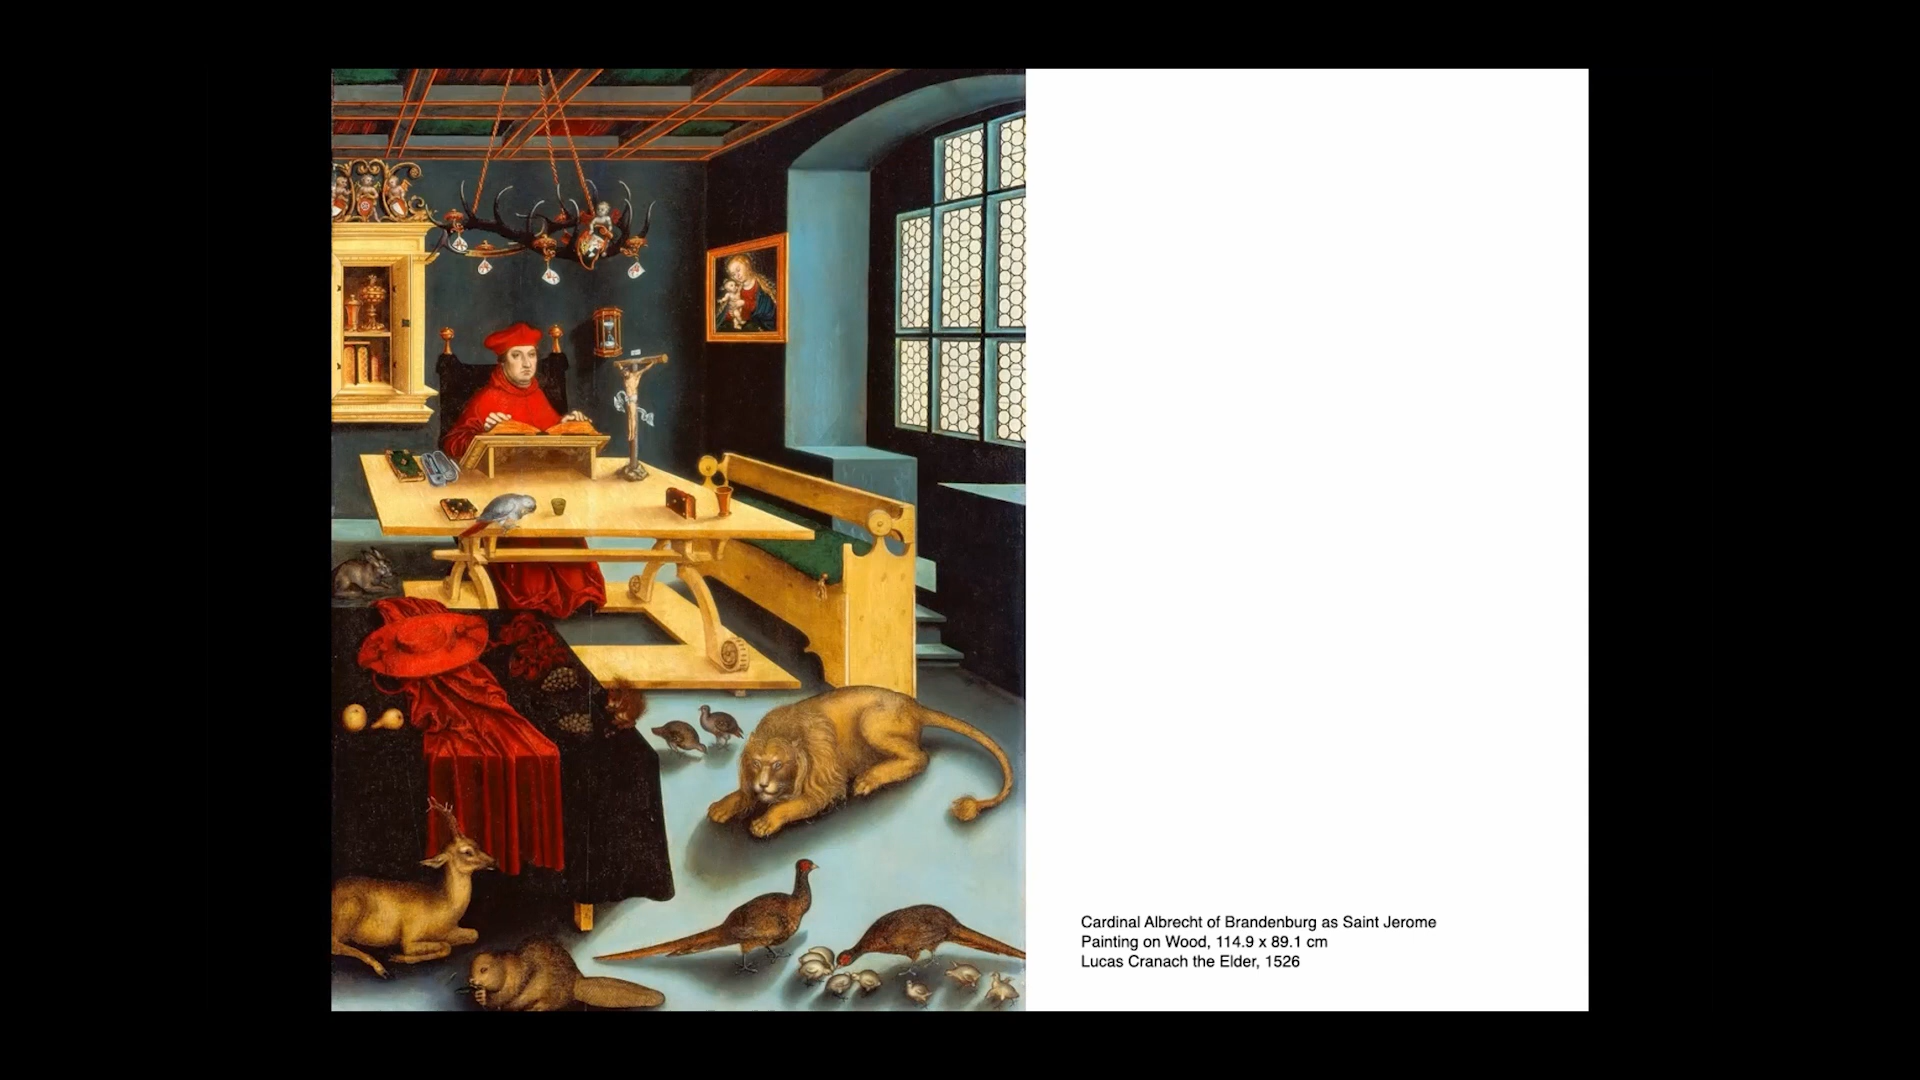 Cardinal Albrecht of Brandenburg as Saint Jerome
Painting on Wood, 114.9 x 89.1 cm
Lucas Cranach the Elder, 1526